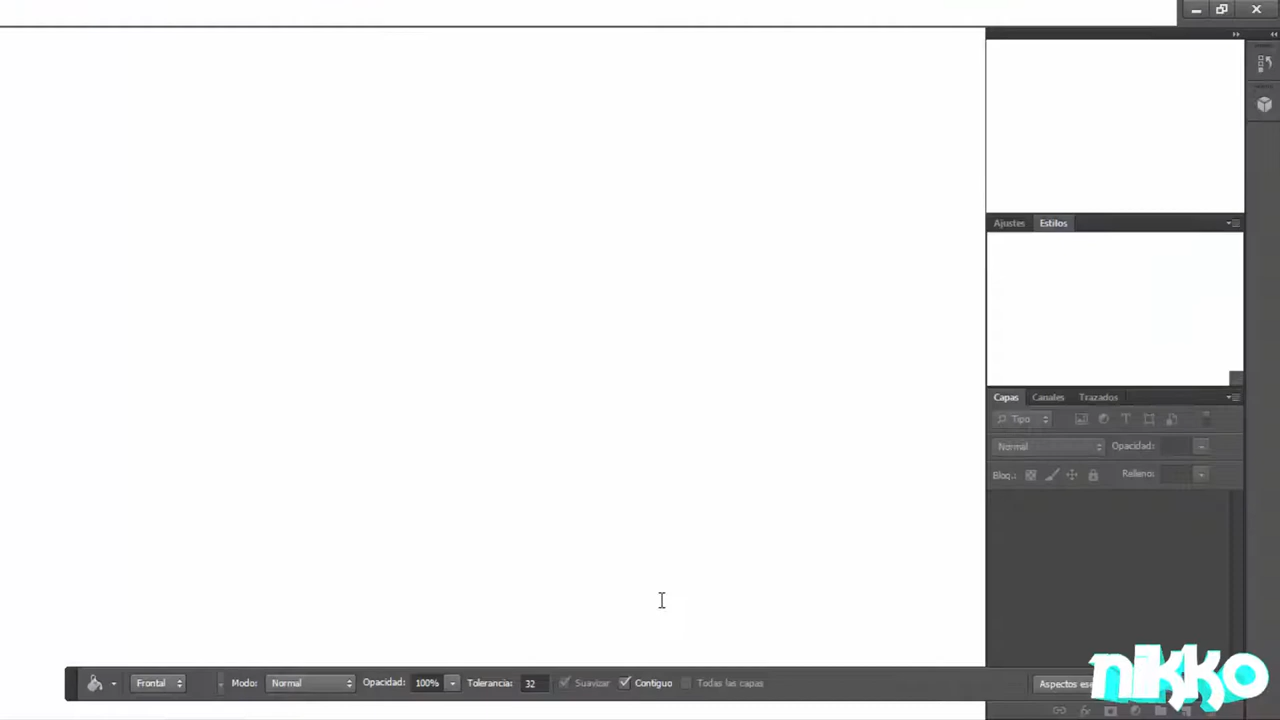 Ajustes Estilos
Capas Canales Trazados
Tipo
Normal Opacidad:
Bloq.: Relleno:
Frontal Modo: Normal Opacidad: 100% Tolerancia: 32 Suavizar Contiguo Todas las capas Aspectos
nikko